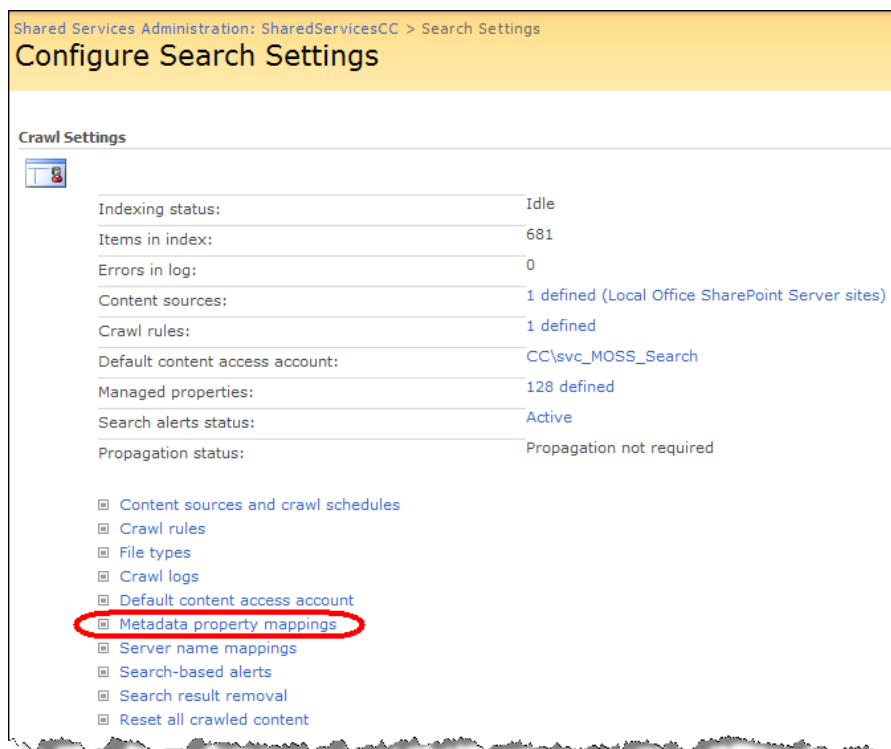 Shared Services Administration: SharedServicesCC > Search Settings
Configure Search Settings
Crawl Settings
Indexing status: Idle
Items in index: 681
Errors in log: 0
Content sources: 1 defined (Local Office SharePoint Server sites)
Crawl rules: 1 defined
Default content access account: CC\svc_MOSS_Search
Managed properties: 128 defined
Search alerts status: Active
Propagation status: Propagation not required
Content sources and crawl schedules
Crawl rules
File types
Crawl logs
Default content access account
Metadata property mappings
Server name mappings
Search-based alerts
Search result removal
Reset all crawled content